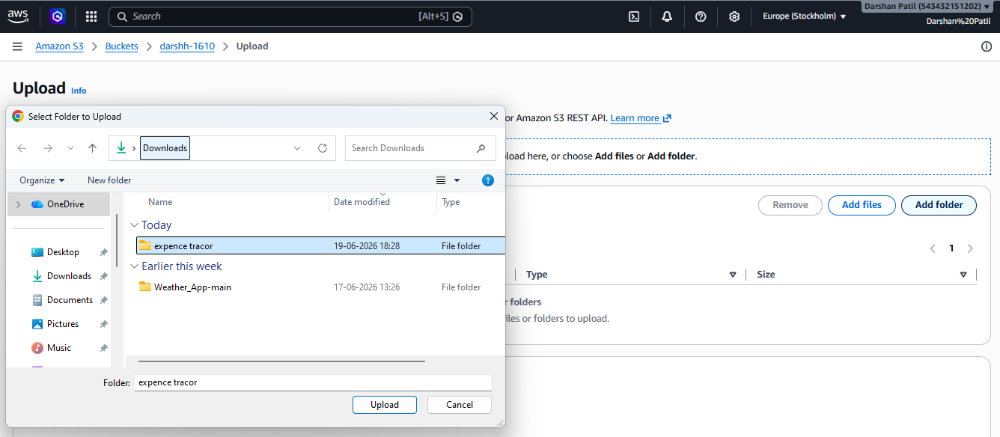 aws
Search [Alt+S]
Europe (Stockholm)
Darshan Patil (543432151202)
Darshan%20Patil
Amazon S3 Buckets darshh-1610 Upload
Upload Info
Select Folder to Upload
or Amazon S3 REST API. Learn more
Downloads
Search Downloads
load here, or choose Add files or Add folder.
Organize New folder
OneDrive
Name Date modified Type
Remove Add files Add folder
Today
expence tracor 19-06-2026 18:28 File folder
1
Desktop
Earlier this week
Downloads
Type Size
Weather_App-main 17-06-2026 13:26 File folder
Documents
r folders
iles or folders to upload.
Pictures
Music
Folder: expence tracor
Upload Cancel